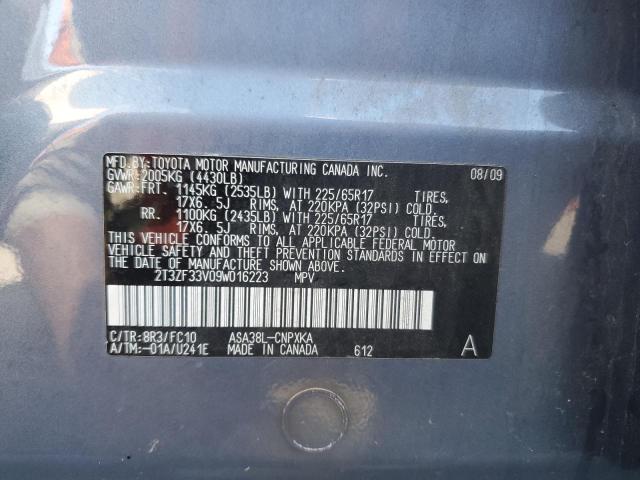 MFD.BY:TOYOTA MOTOR MANUFACTURING CANADA INC. 08/09
GVWR:2005KG (4430LB)
GAWR:FRT. 1145KG (2535LB) WITH 225/65R17 TIRES,
17X6. 5J RIMS, AT 220KPA (32PSI) COLD
RR. 1100KG (2435LB) WITH 225/65R17 TIRES,
17X6. 5J RIMS, AT 220KPA (32PSI) COLD.
THIS VEHICLE CONFORMS TO ALL APPLICABLE FEDERAL MOTOR
VEHICLE SAFETY AND THEFT PREVENTION STANDARDS IN EFFECT ON
THE DATE OF MANUFACTURE SHOWN ABOVE.
2T3ZF33V09W016223 MPV
C/TR:8R3/FC10 ASA38L-CNPXKA
A/TM:-01A/U241E MADE IN CANADA 612 A